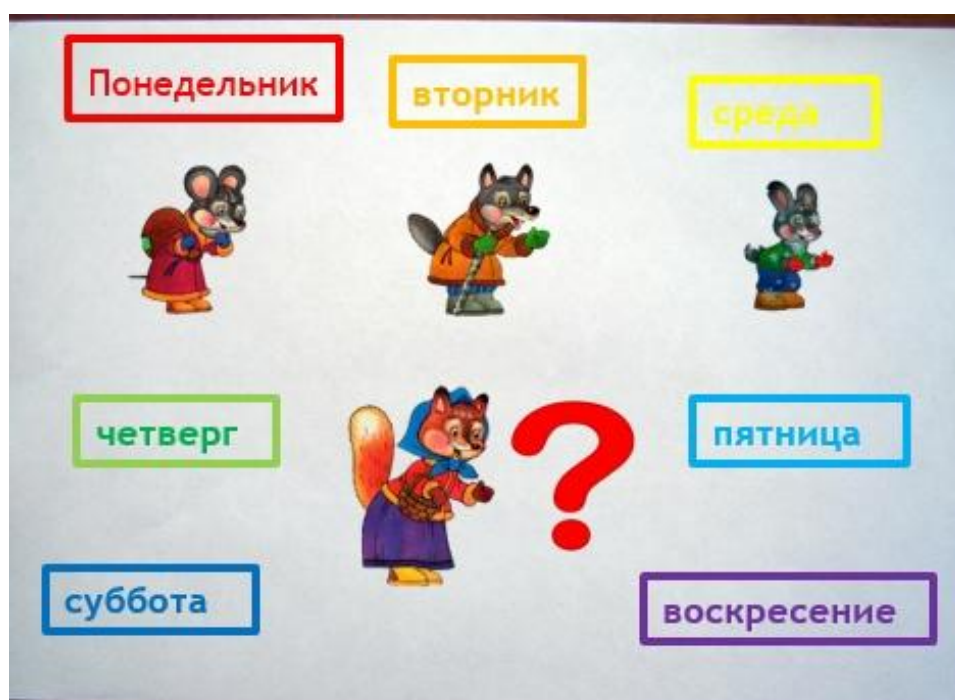 Понедельник
вторник
среда
четверг
?
пятница
суббота
воскресение